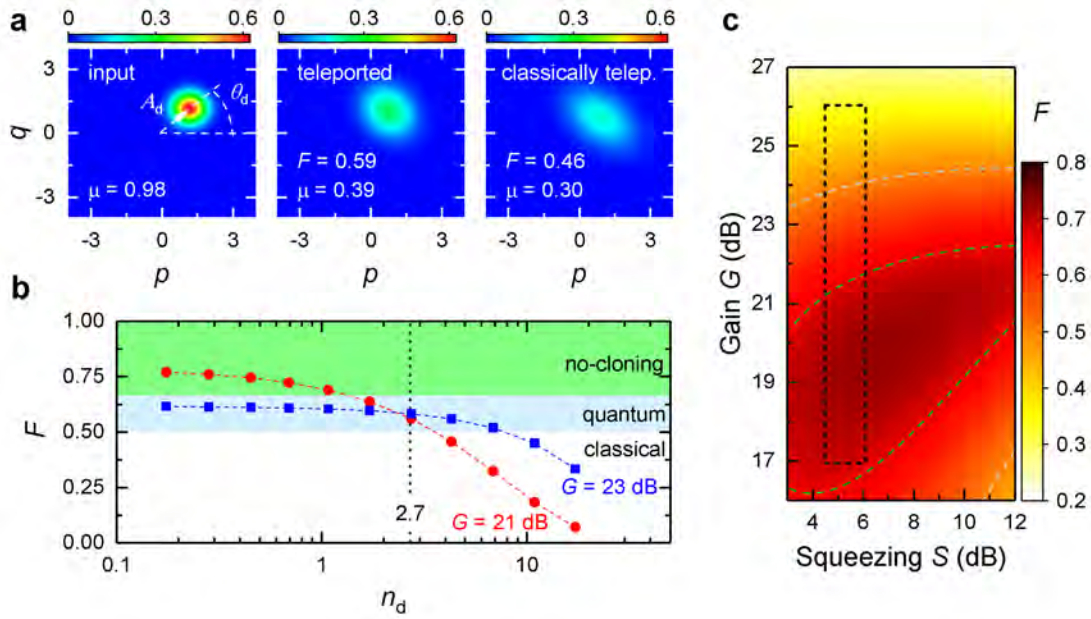 a
0 0.3 0.6 0 0.3 0.6 0 0.3 0.6
input teleported classically telep.
A_d θ_d
q
3
0
-3
F = 0.59 F = 0.46
μ = 0.98 μ = 0.39 μ = 0.30
-3 0 3 -3 0 3 -3 0 3
p p p
b
1.00
0.75
0.50
0.25
0.00
F
no-cloning
quantum
classical
G = 23 dB
G = 21 dB
2.7
0.1 1 10
n_d
c
27
25
23
21
19
17
Gain G (dB)
4 6 8 10 12
Squeezing S (dB)
F
0.8
0.7
0.6
0.5
0.4
0.3
0.2